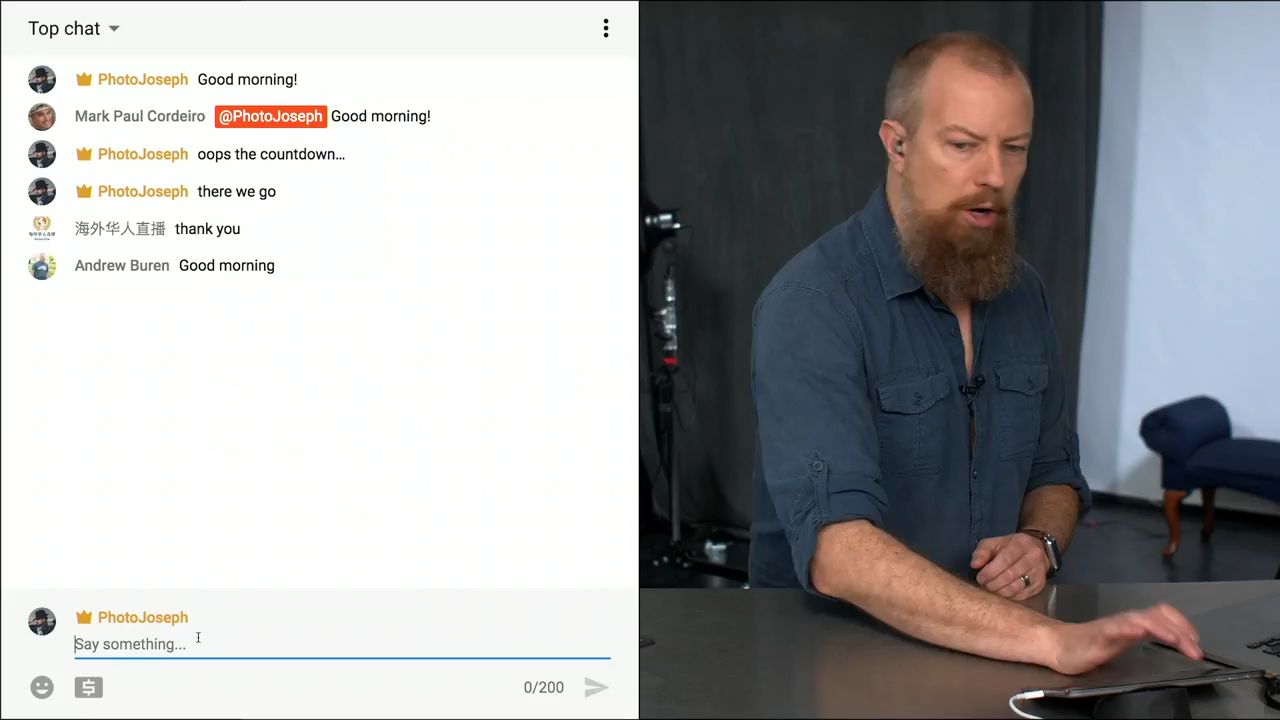 Top chat
PhotoJoseph Good morning!
Mark Paul Cordeiro @PhotoJoseph Good morning!
PhotoJoseph oops the countdown...
PhotoJoseph there we go
海外华人直播 thank you
Andrew Buren Good morning
PhotoJoseph
Say something...
0/200